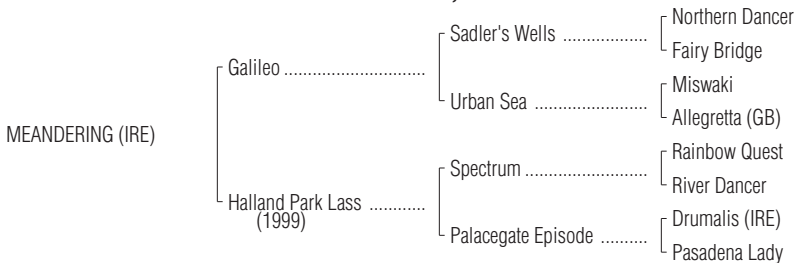 Northern Dancer
Sadler's Wells ..................
Fairy Bridge
Galileo ..............................
Miswaki
Urban Sea ........................
Allegretta (GB)
MEANDERING (IRE)
Rainbow Quest
Spectrum ..........................
River Dancer
Halland Park Lass ............
(1999)
Drumalis (IRE)
Palacegate Episode ..........
Pasadena Lady